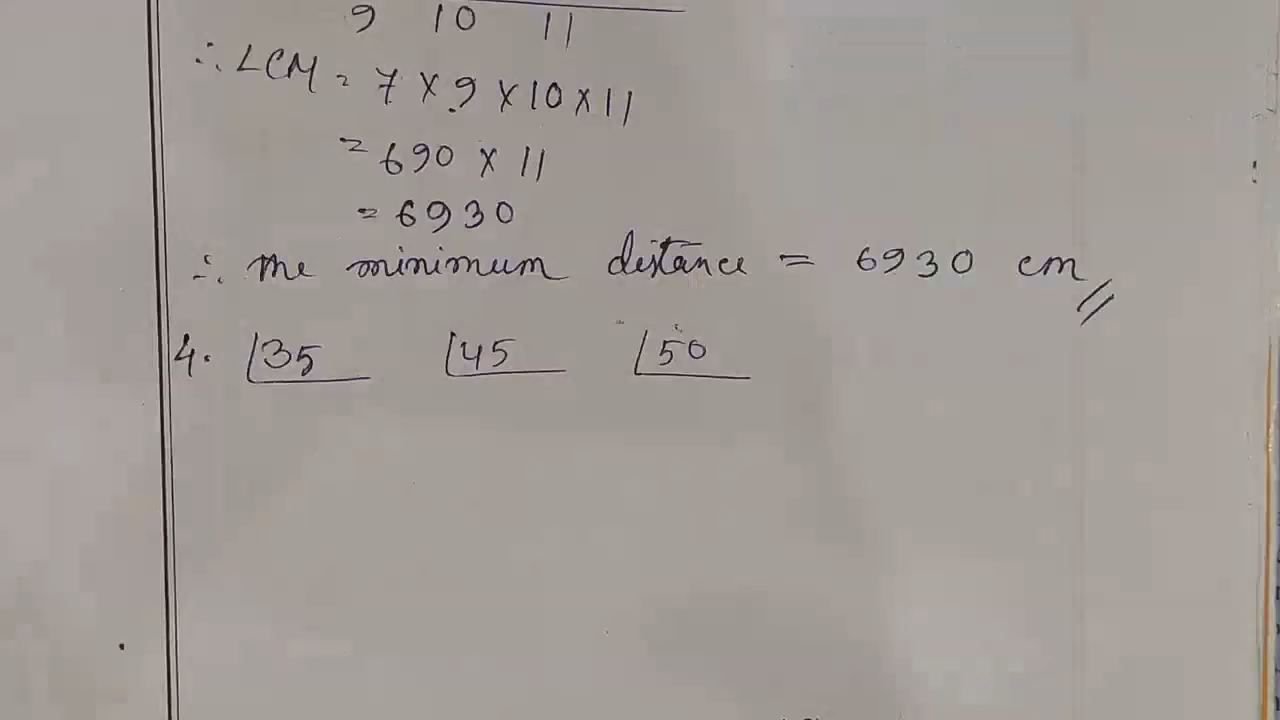 9 10 11
∴ LCM = 7 × 9 × 10 × 11
= 690 × 11
= 6930
∴ The minimum distance = 6930 cm
4. 35 45 50